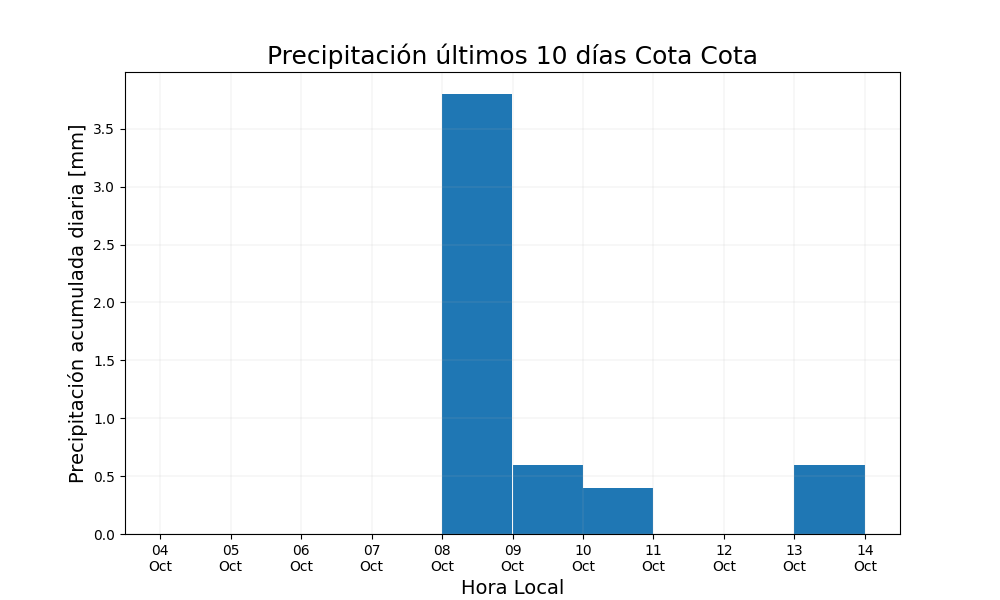 Precipitación últimos 10 días Cota Cota
Precipitación acumulada diaria [mm]
3.5
3.0
2.5
2.0
1.5
1.0
0.5
0.0
04 05 06 07 08 09 10 11 12 13 14
Oct Oct Oct Oct Oct Oct Oct Oct Oct Oct Oct
Hora Local